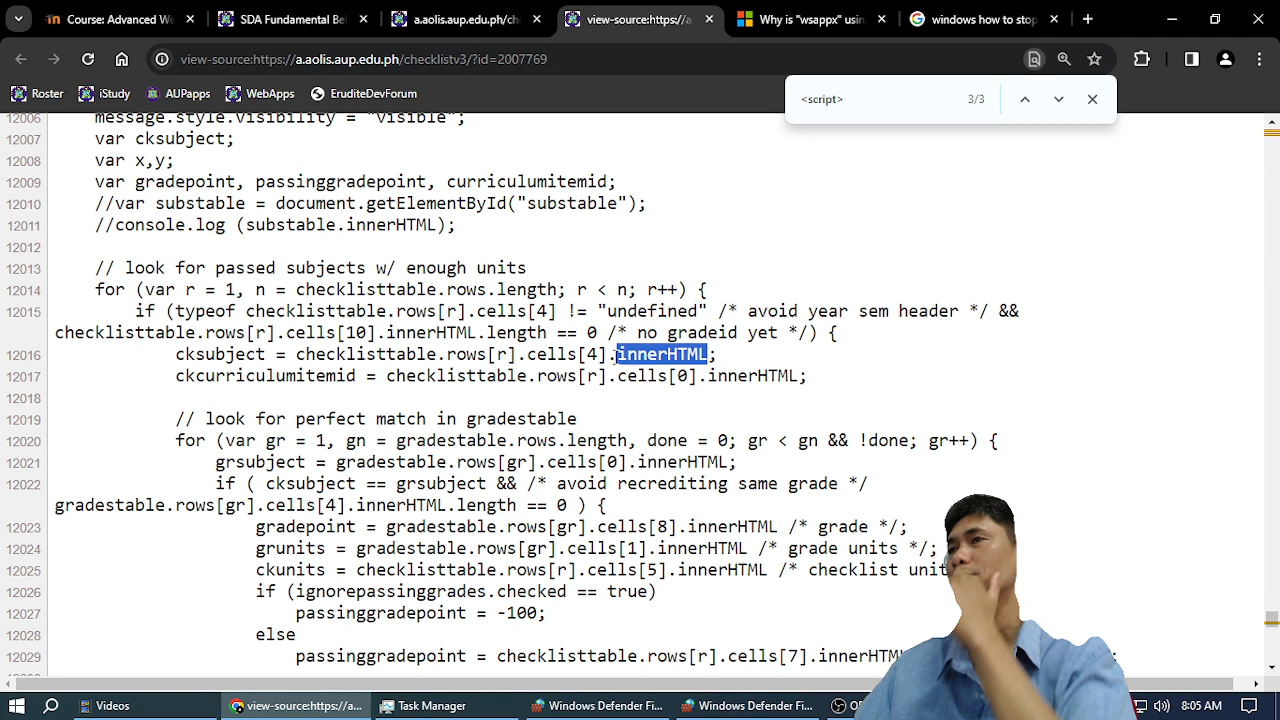 Course: Advanced We
SDA Fundamental Bel
a.aolis.aup.edu.ph/ch
view-source:https://a.
Why is "wsappx" using
windows how to stop
view-source:https://a.aolis.aup.edu.ph/checklistv3/?id=2007769
Roster
iStudy
AUPapps
WebApps
EruditeDevForum
<script>
3/3
12006 message.style.visibility = "visible";
12007 var cksubject;
12008 var x,y;
12009 var gradepoint, passinggradepoint, curriculumitemid;
12010 //var substable = document.getElementById("substable");
12011 //console.log (substable.innerHTML);
12012
12013 // look for passed subjects w/ enough units
12014 for (var r = 1, n = checklisttable.rows.length; r < n; r++) {
12015 if (typeof checklisttable.rows[r].cells[4] != "undefined" /* avoid year sem header */ &&
checklisttable.rows[r].cells[10].innerHTML.length == 0 /* no gradeid yet */) {
12016 cksubject = checklisttable.rows[r].cells[4].innerHTML;
12017 ckcurriculumitemid = checklisttable.rows[r].cells[0].innerHTML;
12018
12019 // look for perfect match in gradestable
12020 for (var gr = 1, gn = gradestable.rows.length, done = 0; gr < gn && !done; gr++) {
12021 grsubject = gradestable.rows[gr].cells[0].innerHTML;
12022 if ( cksubject == grsubject && /* avoid recrediting same grade */
gradestable.rows[gr].cells[4].innerHTML.length == 0 ) {
12023 gradepoint = gradestable.rows[gr].cells[8].innerHTML /* grade */;
12024 grunits = gradestable.rows[gr].cells[1].innerHTML /* grade units */;
12025 ckunits = checklisttable.rows[r].cells[5].innerHTML /* checklist unit
12026 if (ignorepassinggrades.checked == true)
12027 passinggradepoint = -100;
12028 else
12029 passinggradepoint = checklisttable.rows[r].cells[7].innerHTML
Videos
view-source:https://a...
Task Manager
Windows Defender Fi...
Windows Defender Fi...
8:05 AM